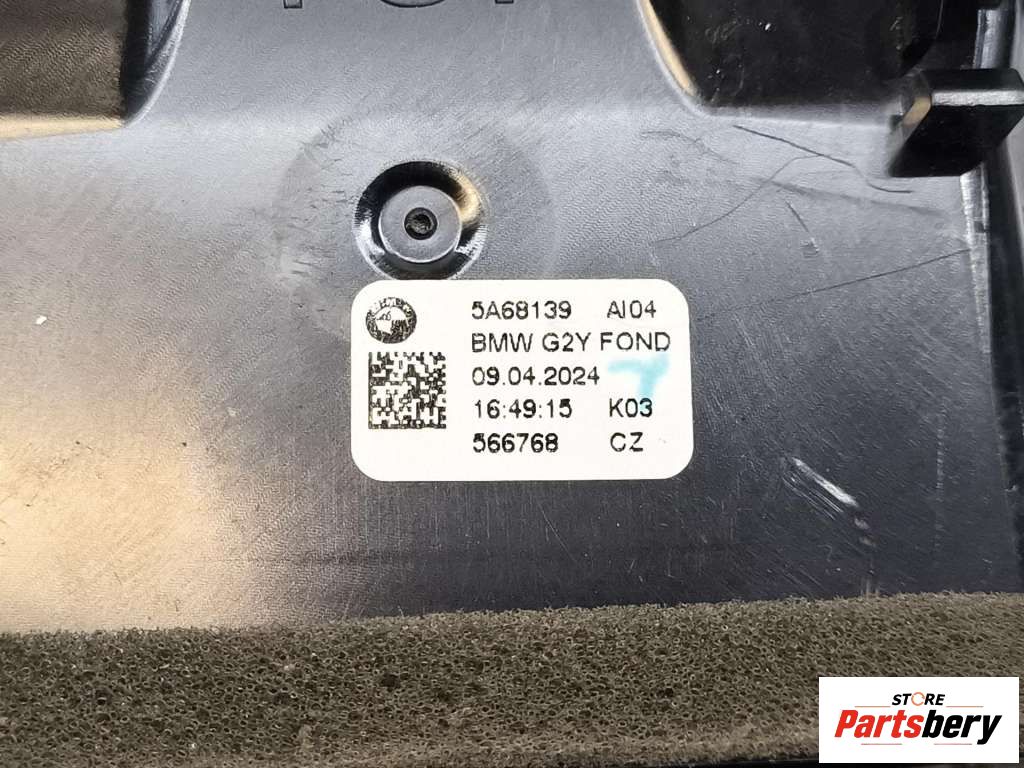 5A68139 AI04
BMW G2Y FOND
09.04.2024
16:49:15 K03
566768 CZ
STORE
Partsbery